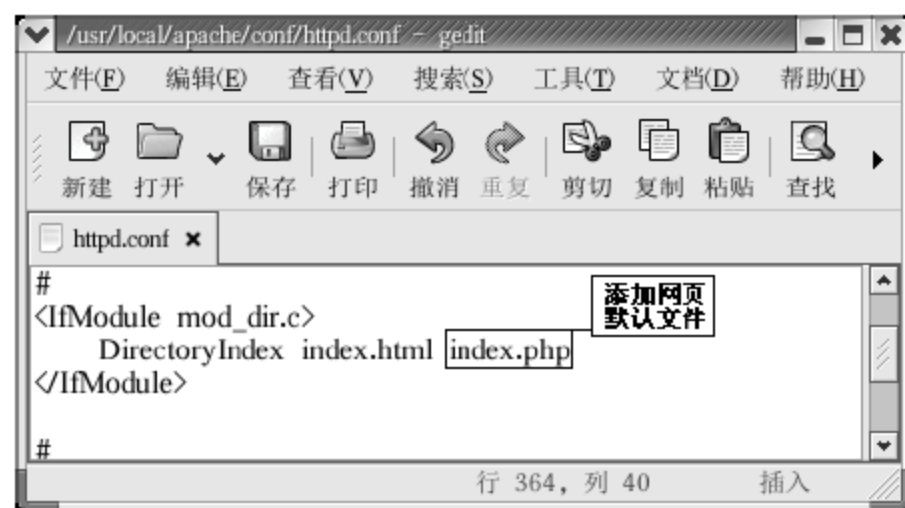 /usr/local/apache/conf/httpd.conf - gedit
文件(F) 编辑(E) 查看(V) 搜索(S) 工具(T) 文档(D) 帮助(H)
新建 打开 保存 打印 撤消 重复 剪切 复制 粘贴 查找
httpd.conf
#
<IfModule mod_dir.c>
添加网页
默认文件
DirectoryIndex index.html index.php
</IfModule>
#
行 364, 列 40 插入